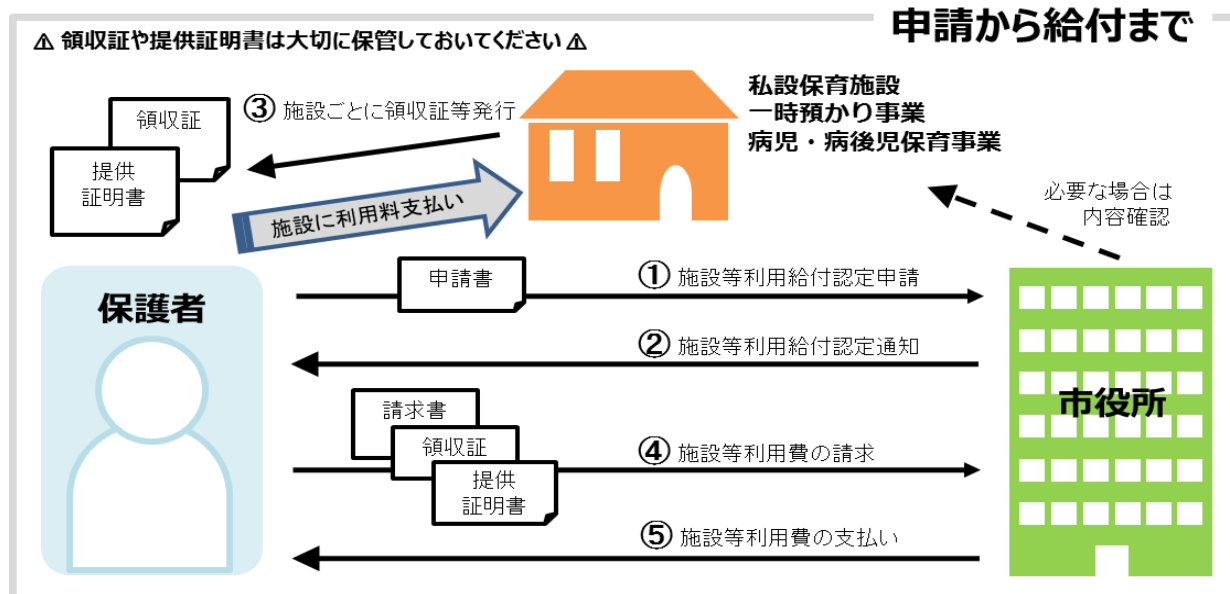 申請から給付まで
⚠ 領収証や提供証明書は大切に保管しておいてください ⚠
③ 施設ごとに領収証等発行
領収証
提供
証明書
施設に利用料支払い
私設保育施設
一時預かり事業
病児・病後児保育事業
必要な場合は
内容確認
保護者
申請書
① 施設等利用給付認定申請
② 施設等利用給付認定通知
請求書
領収証
提供
証明書
④ 施設等利用費の請求
⑤ 施設等利用費の支払い
市役所